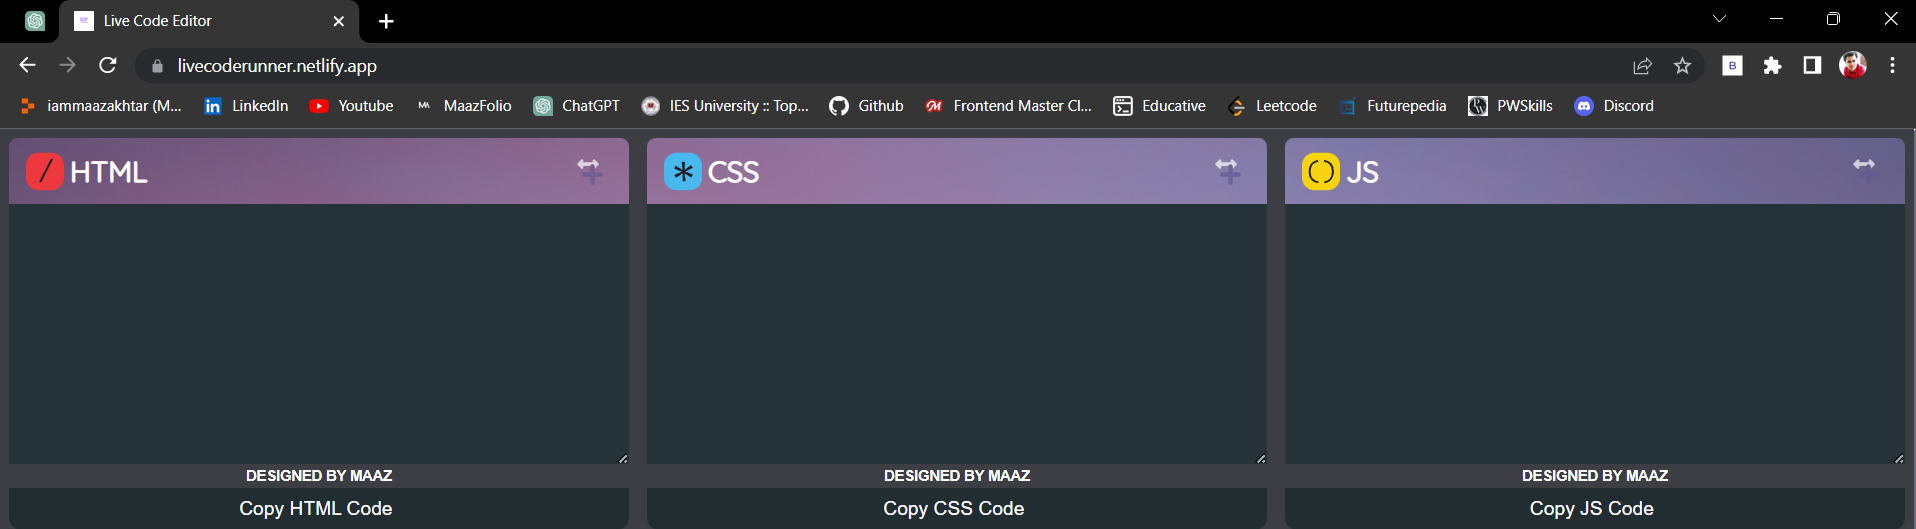 Live Code Editor
livecoderunner.netlify.app
B
iammaazakhtar (M... LinkedIn Youtube MA MaazFolio ChatGPT IES University :: Top... Github Frontend Master Cl... Educative Leetcode Futurepedia PWSkills Discord
/ HTML
* CSS
() JS
DESIGNED BY MAAZ
DESIGNED BY MAAZ
DESIGNED BY MAAZ
Copy HTML Code
Copy CSS Code
Copy JS Code